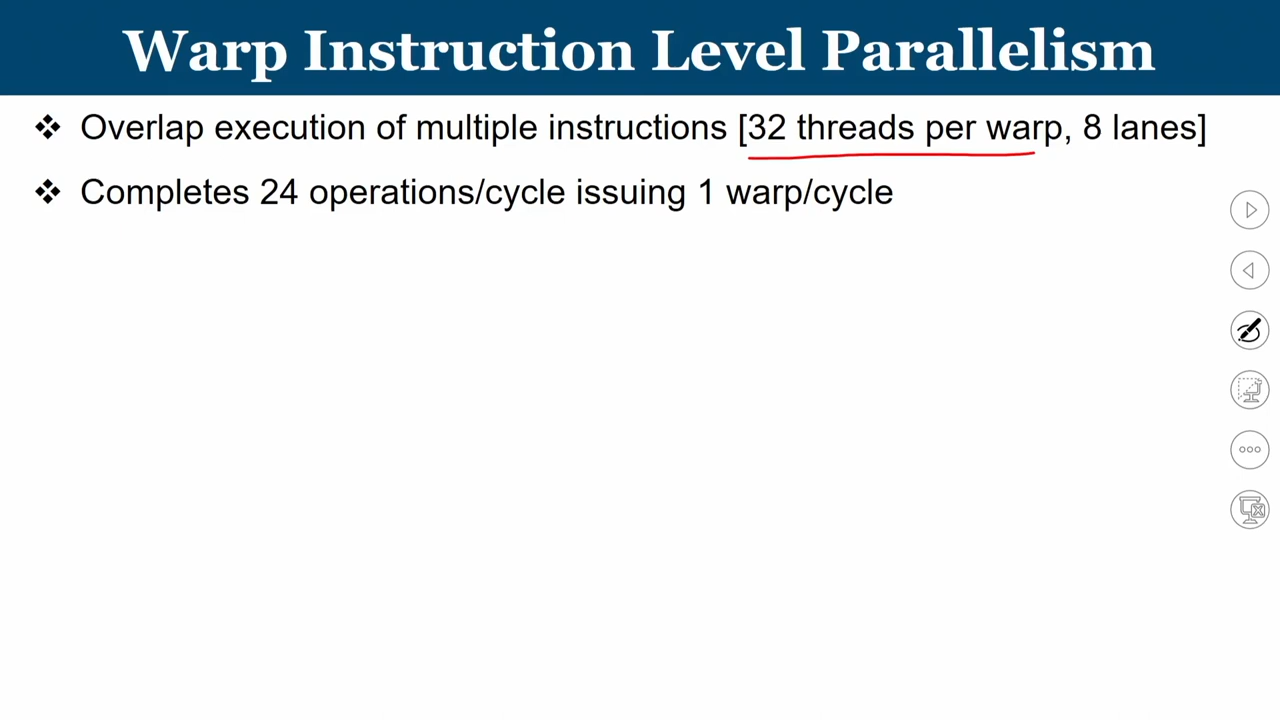 Warp Instruction Level Parallelism
❖ Overlap execution of multiple instructions [32 threads per warp, 8 lanes]
❖ Completes 24 operations/cycle issuing 1 warp/cycle